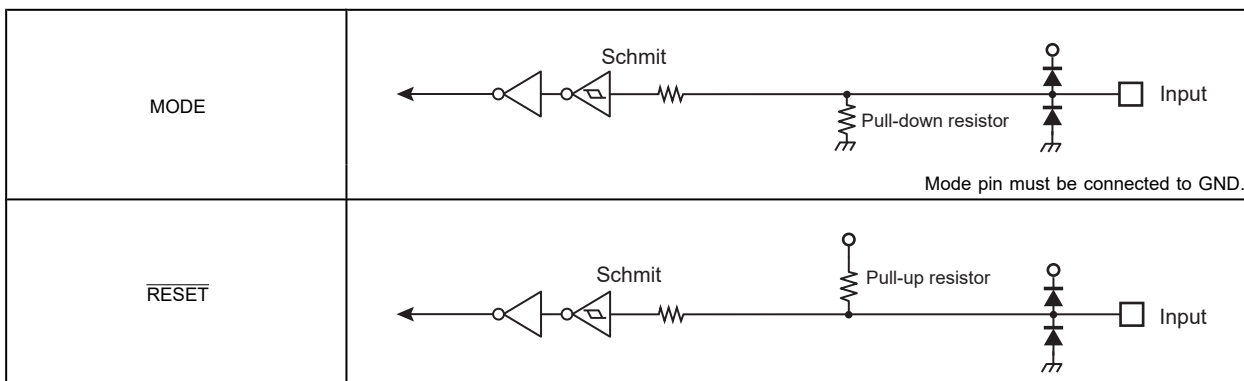 MODE
Schmit
Pull-down resistor
Input
Mode pin must be connected to GND.
RESET
Schmit
Pull-up resistor
Input